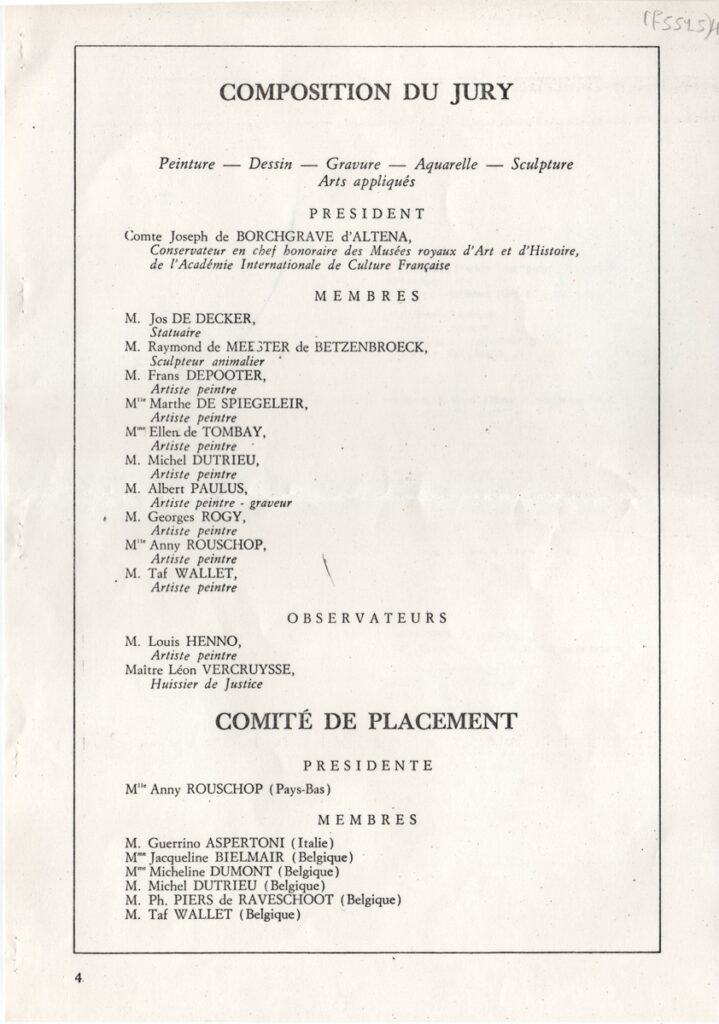 COMPOSITION DU JURY
Peinture — Dessin — Gravure — Aquarelle — Sculpture
Arts appliqués
PRESIDENT
Comte Joseph de BORCHGRAVE d'ALTENA,
Conservateur en chef honoraire des Musées royaux d'Art et d'Histoire,
de l'Académie Internationale de Culture Française
MEMBRES
M. Jos DE DECKER,
Statuaire
M. Raymond de MEESTER de BETZENBROECK,
Sculpteur animalier
M. Frans DEPOOTER,
Artiste peintre
Mlle Marthe DE SPIEGELEIR,
Artiste peintre
Mme Ellen de TOMBAY,
Artiste peintre
M. Michel DUTRIEU,
Artiste peintre
M. Albert PAULUS,
Artiste peintre - graveur
M. Georges ROGY,
Artiste peintre
Mlle Anny ROUSCHOP,
Artiste peintre
M. Taf WALLET,
Artiste peintre
OBSERVATEURS
M. Louis HENNO,
Artiste peintre
Maître Léon VERCRUYSSE,
Huissier de Justice
COMITÉ DE PLACEMENT
PRESIDENTE
Mlle Anny ROUSCHOP (Pays-Bas)
MEMBRES
M. Guerrino ASPERTONI (Italie)
Mme Jacqueline BIELMAIR (Belgique)
Mme Micheline DUMONT (Belgique)
M. Michel DUTRIEU (Belgique)
M. Ph. PIERS de RAVESCHOOT (Belgique)
M. Taf WALLET (Belgique)
4